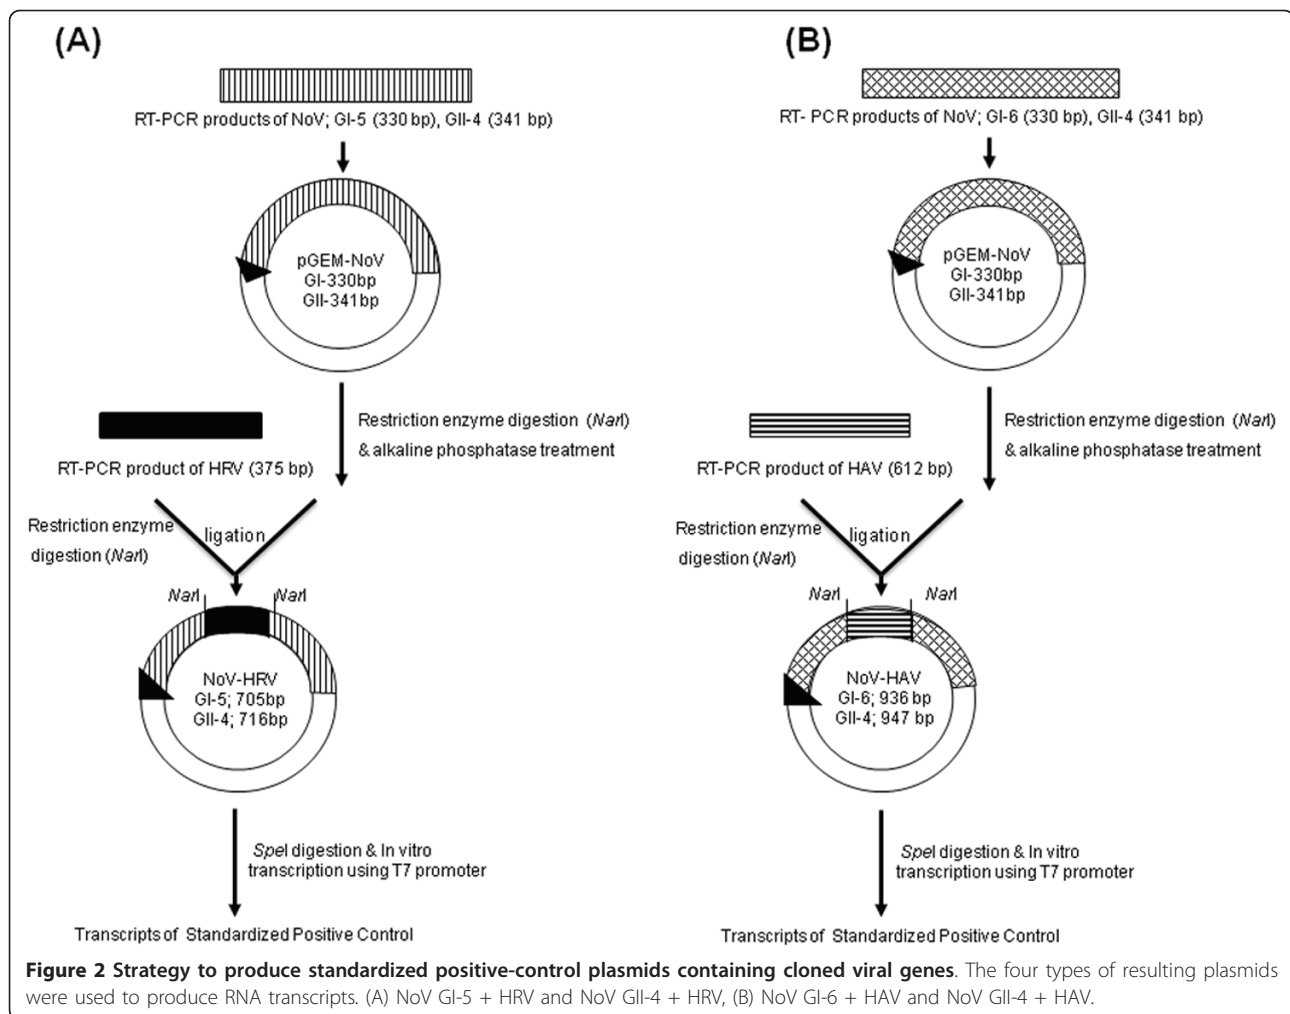 (A)
RT-PCR products of NoV; GI-5 (330 bp), GII-4 (341 bp)
pGEM-NoV
GI-330bp
GII-341bp
Restriction enzyme digestion (NarI)
& alkaline phosphatase treatment
RT-PCR product of HRV (375 bp)
Restriction enzyme
digestion (NarI)
ligation
NarI
NarI
NoV-HRV
GI-5; 705bp
GII-4; 716bp
SpeI digestion & In vitro
transcription using T7 promoter
Transcripts of Standardized Positive Control
(B)
RT- PCR products of NoV; GI-6 (330 bp), GII-4 (341 bp)
pGEM-NoV
GI-330bp
GII-341bp
Restriction enzyme digestion (NarI)
& alkaline phosphatase treatment
RT-PCR product of HAV (612 bp)
Restriction enzyme
digestion (NarI)
ligation
NarI
NarI
NoV-HAV
GI-6; 936 bp
GII-4; 947 bp
SpeI digestion & In vitro
transcription using T7 promoter
Transcripts of Standardized Positive Control
Figure 2 Strategy to produce standardized positive-control plasmids containing cloned viral genes. The four types of resulting plasmids
were used to produce RNA transcripts. (A) NoV GI-5 + HRV and NoV GII-4 + HRV, (B) NoV GI-6 + HAV and NoV GII-4 + HAV.